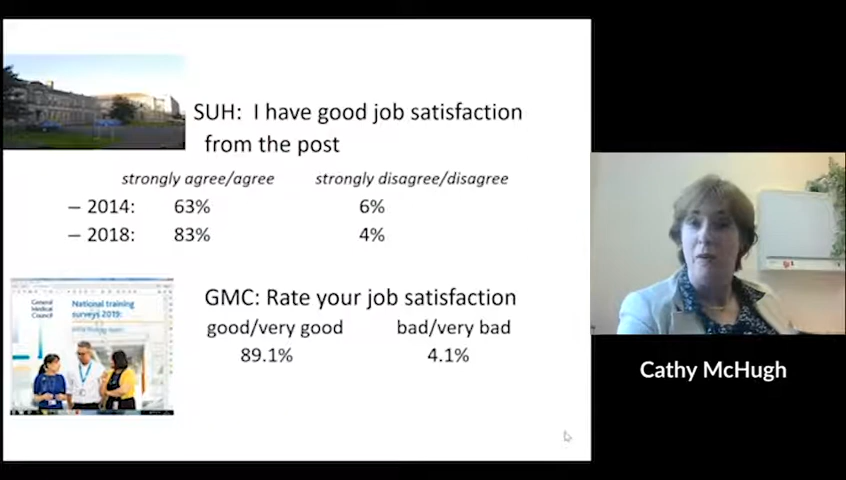 SUH: I have good job satisfaction
from the post
strongly agree/agree strongly disagree/disagree
– 2014: 63% 6%
– 2018: 83% 4%
General
Medical
Council
National training
surveys 2019:
GMC: Rate your job satisfaction
good/very good bad/very bad
89.1% 4.1%
Cathy McHugh